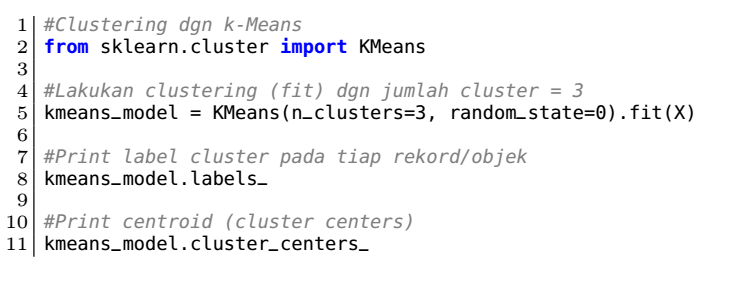 1 #Clustering dgn k-Means
2 from sklearn.cluster import KMeans
3
4 #Lakukan clustering (fit) dgn jumlah cluster = 3
5 kmeans_model = KMeans(n_clusters=3, random_state=0).fit(X)
6
7 #Print label cluster pada tiap rekord/objek
8 kmeans_model.labels_
9
10 #Print centroid (cluster centers)
11 kmeans_model.cluster_centers_